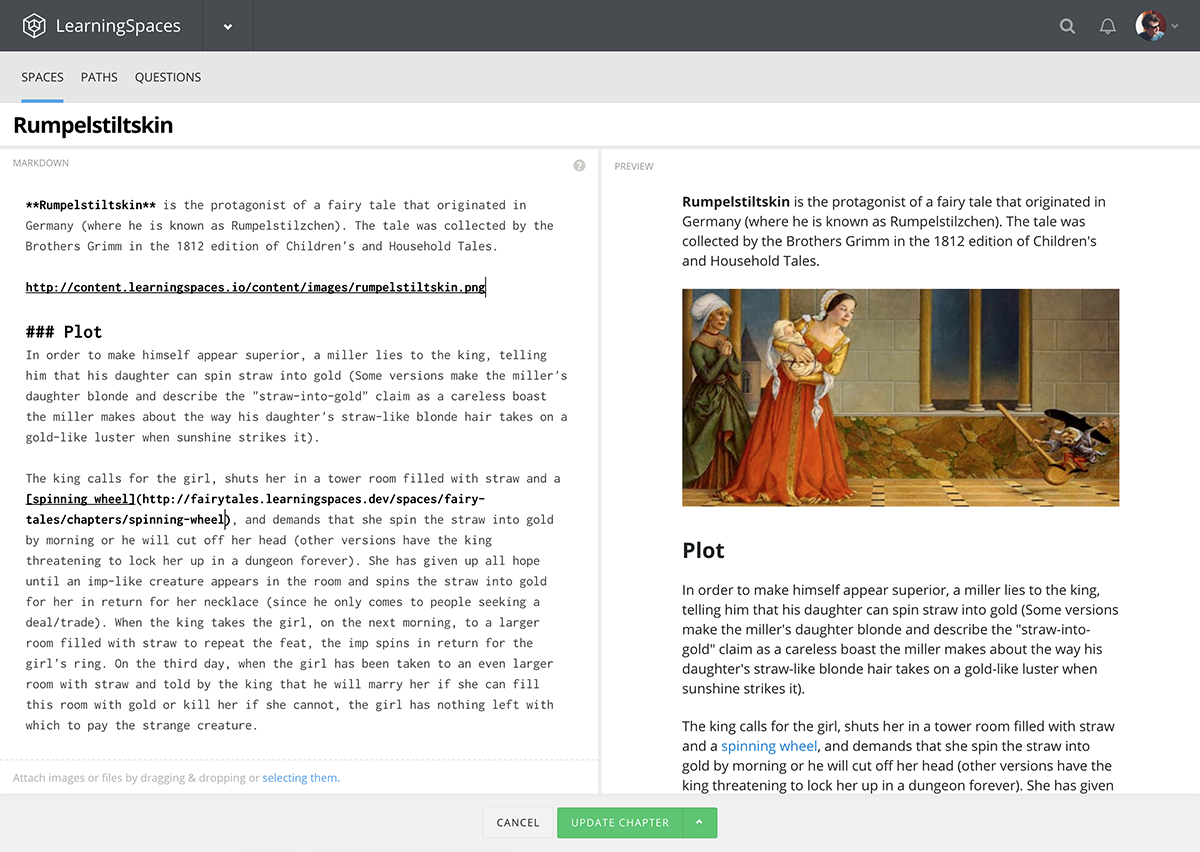 LearningSpaces
SPACES PATHS QUESTIONS
Rumpelstiltskin
MARKDOWN
?
**Rumpelstiltskin** is the protagonist of a fairy tale that originated in
Germany (where he is known as Rumpelstilzchen). The tale was collected by the
Brothers Grimm in the 1812 edition of Children's and Household Tales.
http://content.learningspaces.io/content/images/rumpelstiltskin.png
### Plot
In order to make himself appear superior, a miller lies to the king, telling
him that his daughter can spin straw into gold (Some versions make the miller's
daughter blonde and describe the "straw-into-gold" claim as a careless boast
the miller makes about the way his daughter's straw-like blonde hair takes on a
gold-like luster when sunshine strikes it).
The king calls for the girl, shuts her in a tower room filled with straw and a
[spinning wheel](http://fairytales.learningspaces.dev/spaces/fairy-
tales/chapters/spinning-wheel), and demands that she spin the straw into gold
by morning or he will cut off her head (other versions have the king
threatening to lock her up in a dungeon forever). She has given up all hope
until an imp-like creature appears in the room and spins the straw into gold
for her in return for her necklace (since he only comes to people seeking a
deal/trade). When the king takes the girl, on the next morning, to a larger
room filled with straw to repeat the feat, the imp spins in return for the
girl's ring. On the third day, when the girl has been taken to an even larger
room with straw and told by the king that he will marry her if she can fill
this room with gold or kill her if she cannot, the girl has nothing left with
which to pay the strange creature.
Attach images or files by dragging & dropping or selecting them.
PREVIEW
Rumpelstiltskin is the protagonist of a fairy tale that originated in
Germany (where he is known as Rumpelstilzchen). The tale was
collected by the Brothers Grimm in the 1812 edition of Children's
and Household Tales.
Plot
In order to make himself appear superior, a miller lies to the king,
telling him that his daughter can spin straw into gold (Some versions
make the miller's daughter blonde and describe the "straw-into-
gold" claim as a careless boast the miller makes about the way his
daughter's straw-like blonde hair takes on a gold-like luster when
sunshine strikes it).
The king calls for the girl, shuts her in a tower room filled with straw
and a spinning wheel, and demands that she spin the straw into
gold by morning or he will cut off her head (other versions have the
king threatening to lock her up in a dungeon forever). She has given
CANCEL
UPDATE CHAPTER